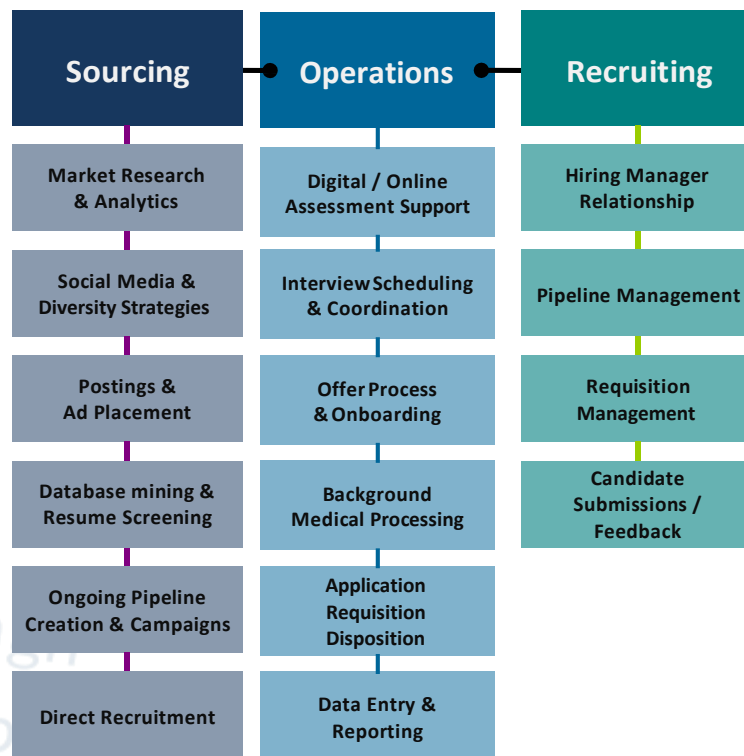 Sourcing
Operations
Recruiting
Market Research
& Analytics
Social Media &
Diversity Strategies
Postings &
Ad Placement
Database mining &
Resume Screening
Ongoing Pipeline
Creation & Campaigns
Direct Recruitment
Digital / Online
Assessment Support
Interview Scheduling
& Coordination
Offer Process
& Onboarding
Background
Medical Processing
Application
Requisition
Disposition
Data Entry &
Reporting
Hiring Manager
Relationship
Pipeline Management
Requisition
Management
Candidate
Submissions /
Feedback